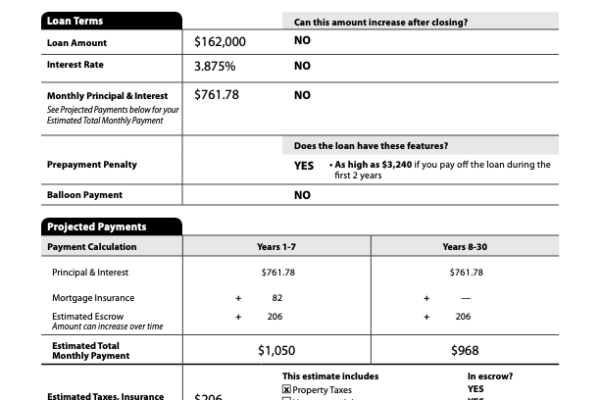 Loan Terms Can this amount increase after closing?
Loan Amount $162,000 NO
Interest Rate 3.875% NO
Monthly Principal & Interest $761.78 NO
See Projected Payments below for your
Estimated Total Monthly Payment
Does the loan have these features?
Prepayment Penalty YES • As high as $3,240 if you pay off the loan during the
first 2 years
Balloon Payment NO
Projected Payments
Payment Calculation Years 1-7 Years 8-30
Principal & Interest $761.78 $761.78
Mortgage Insurance + 82 + —
Estimated Escrow + 206 + 206
Amount can increase over time
Estimated Total
Monthly Payment $1,050 $968
This estimate includes In escrow?
x Property Taxes YES
Estimated Taxes, Insurance $206